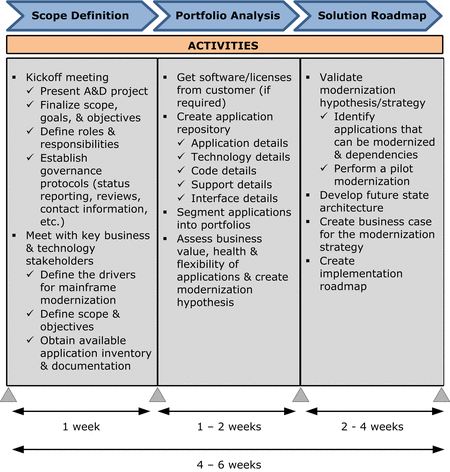 Scope Definition
Portfolio Analysis
Solution Roadmap
ACTIVITIES
▪ Kickoff meeting
✓ Present A&D project
✓ Finalize scope,
goals, & objectives
✓ Define roles &
responsibilities
✓ Establish
governance
protocols (status
reporting, reviews,
contact information,
etc.)
▪ Meet with key business
& technology
stakeholders
✓ Define the drivers
for mainframe
modernization
✓ Define scope &
objectives
✓ Obtain available
application inventory
& documentation
▪ Get software/licenses
from customer (if
required)
▪ Create application
repository
✓ Application details
✓ Technology details
✓ Code details
✓ Support details
✓ Interface details
▪ Segment applications
into portfolios
▪ Assess business
value, health &
flexibility of
applications & create
modernization
hypothesis
▪ Validate
modernization
hypothesis/strategy
✓ Identify
applications that
can be modernized
& dependencies
✓ Perform a pilot
modernization
▪ Develop future state
architecture
▪ Create business case
for the modernization
strategy
▪ Create
implementation
roadmap
1 week
1 – 2 weeks
2 - 4 weeks
4 – 6 weeks